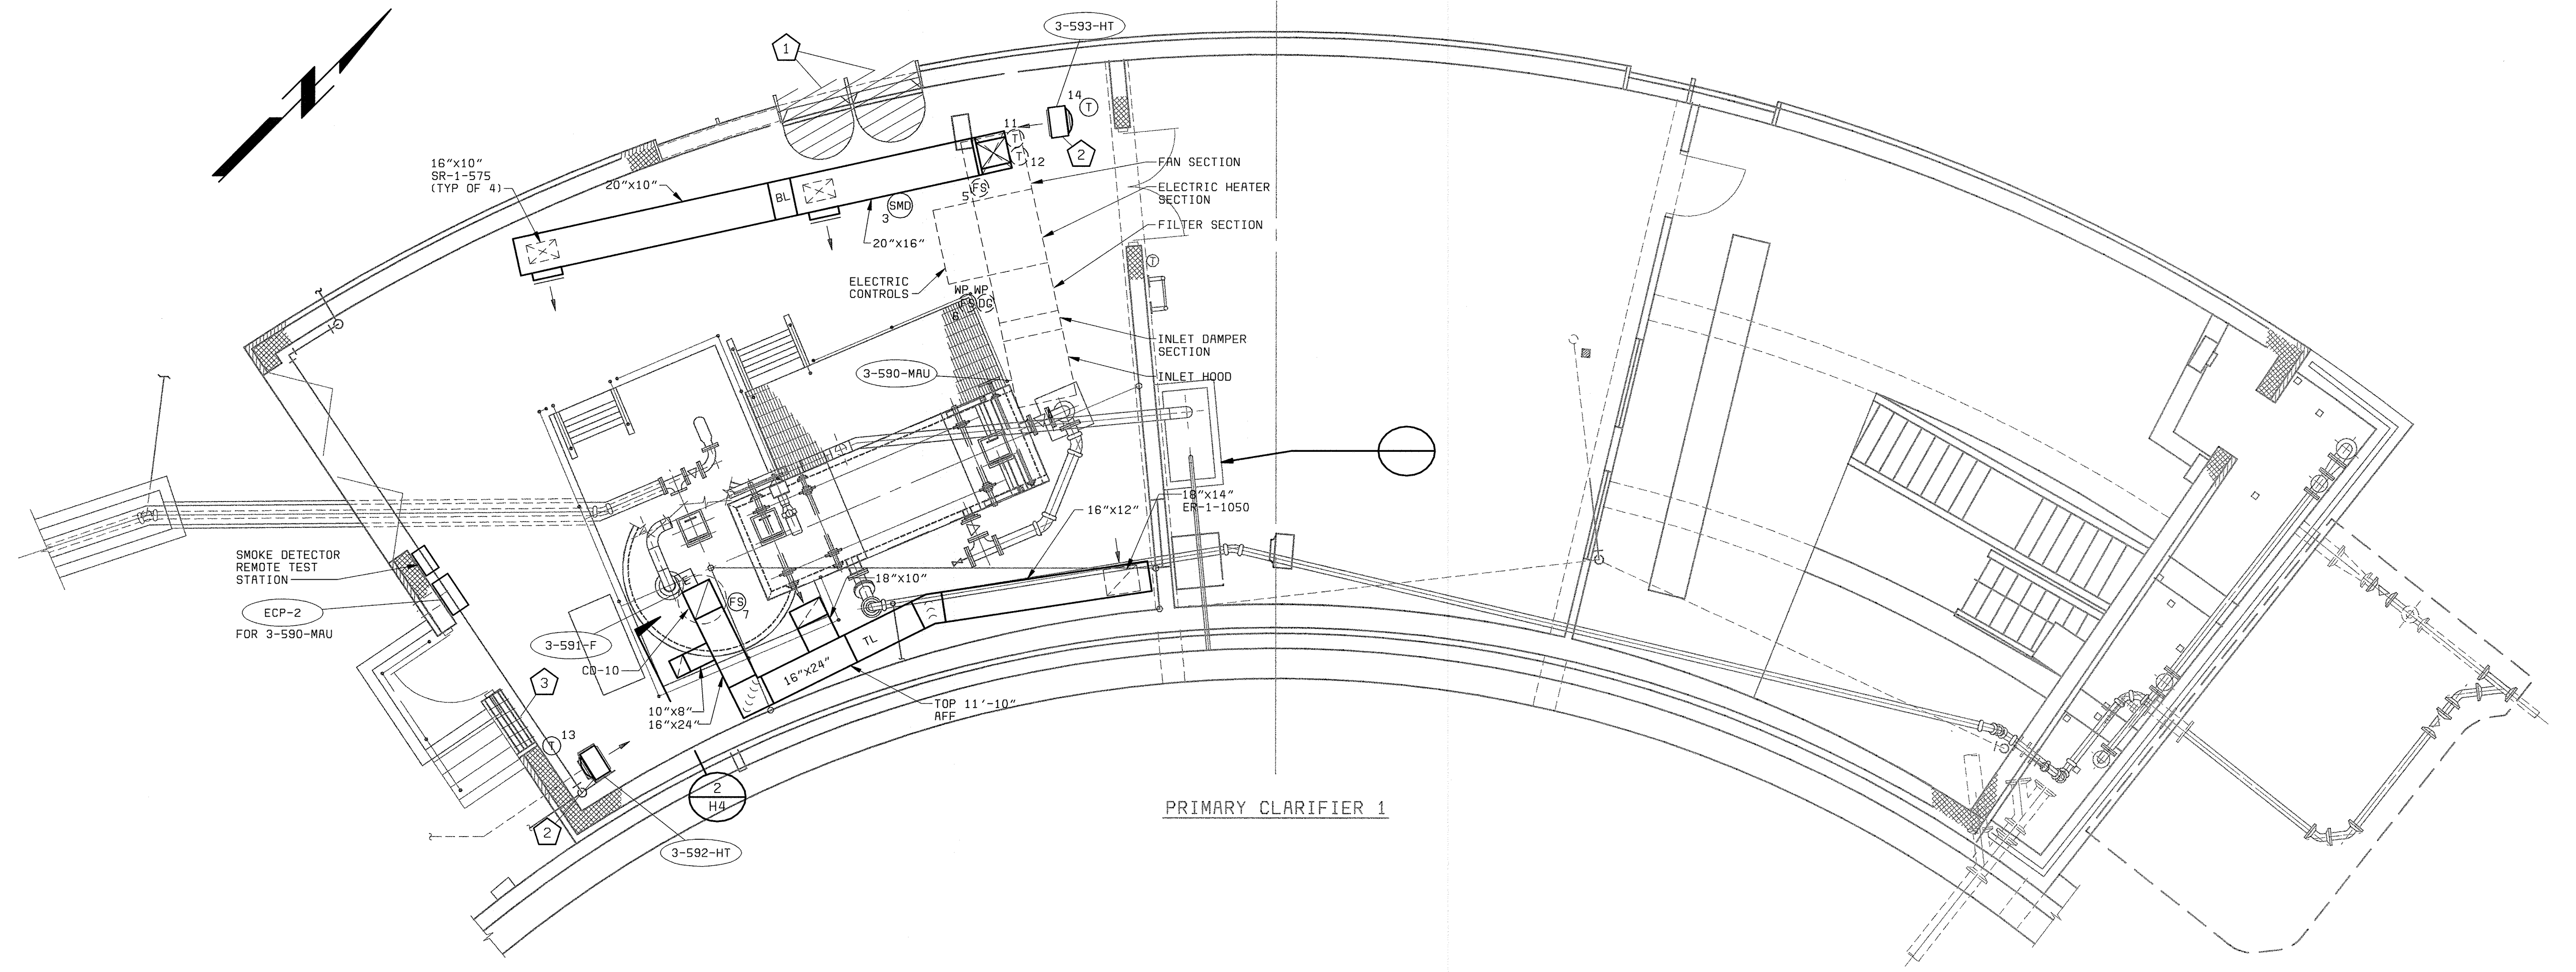 3-593-HT
1
14
T
11
T
T
12
2
16"x10"
SR-1-575
(TYP OF 4)
20"x10"
BL
FS
5
SMD
3
20"x16"
FAN SECTION
ELECTRIC HEATER
SECTION
FILTER SECTION
T
ELECTRIC
CONTROLS
WP WP
FS DG
6
INLET DAMPER
SECTION
INLET HOOD
3-590-MAU
18"x14"
ER-1-1050
16"x12"
SMOKE DETECTOR
REMOTE TEST
STATION
ECP-2
FOR 3-590-MAU
18"x10"
FS
7
3-591-F
CD-10
TL
16"x24"
3
10"x8"
16"x24"
TOP 11'-10"
AFF
T
13
2
H4
PRIMARY CLARIFIER 1
2
3-592-HT